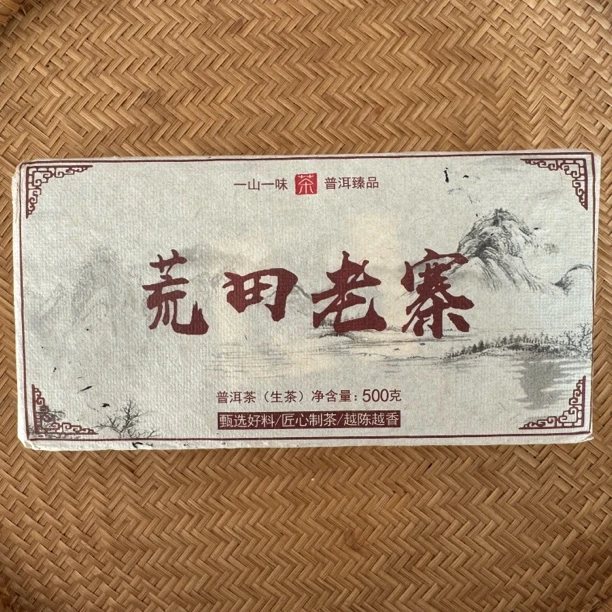 一山一味 茶 普洱臻品
荒田老寨
普洱茶（生茶）净含量：500克
甄选好料/匠心制茶/越陈越香